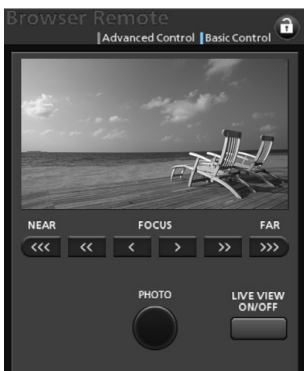 Browser Remote
Advanced Control Basic Control
NEAR FOCUS FAR
<<< << < > >> >>>
PHOTO LIVE VIEW
ON/OFF